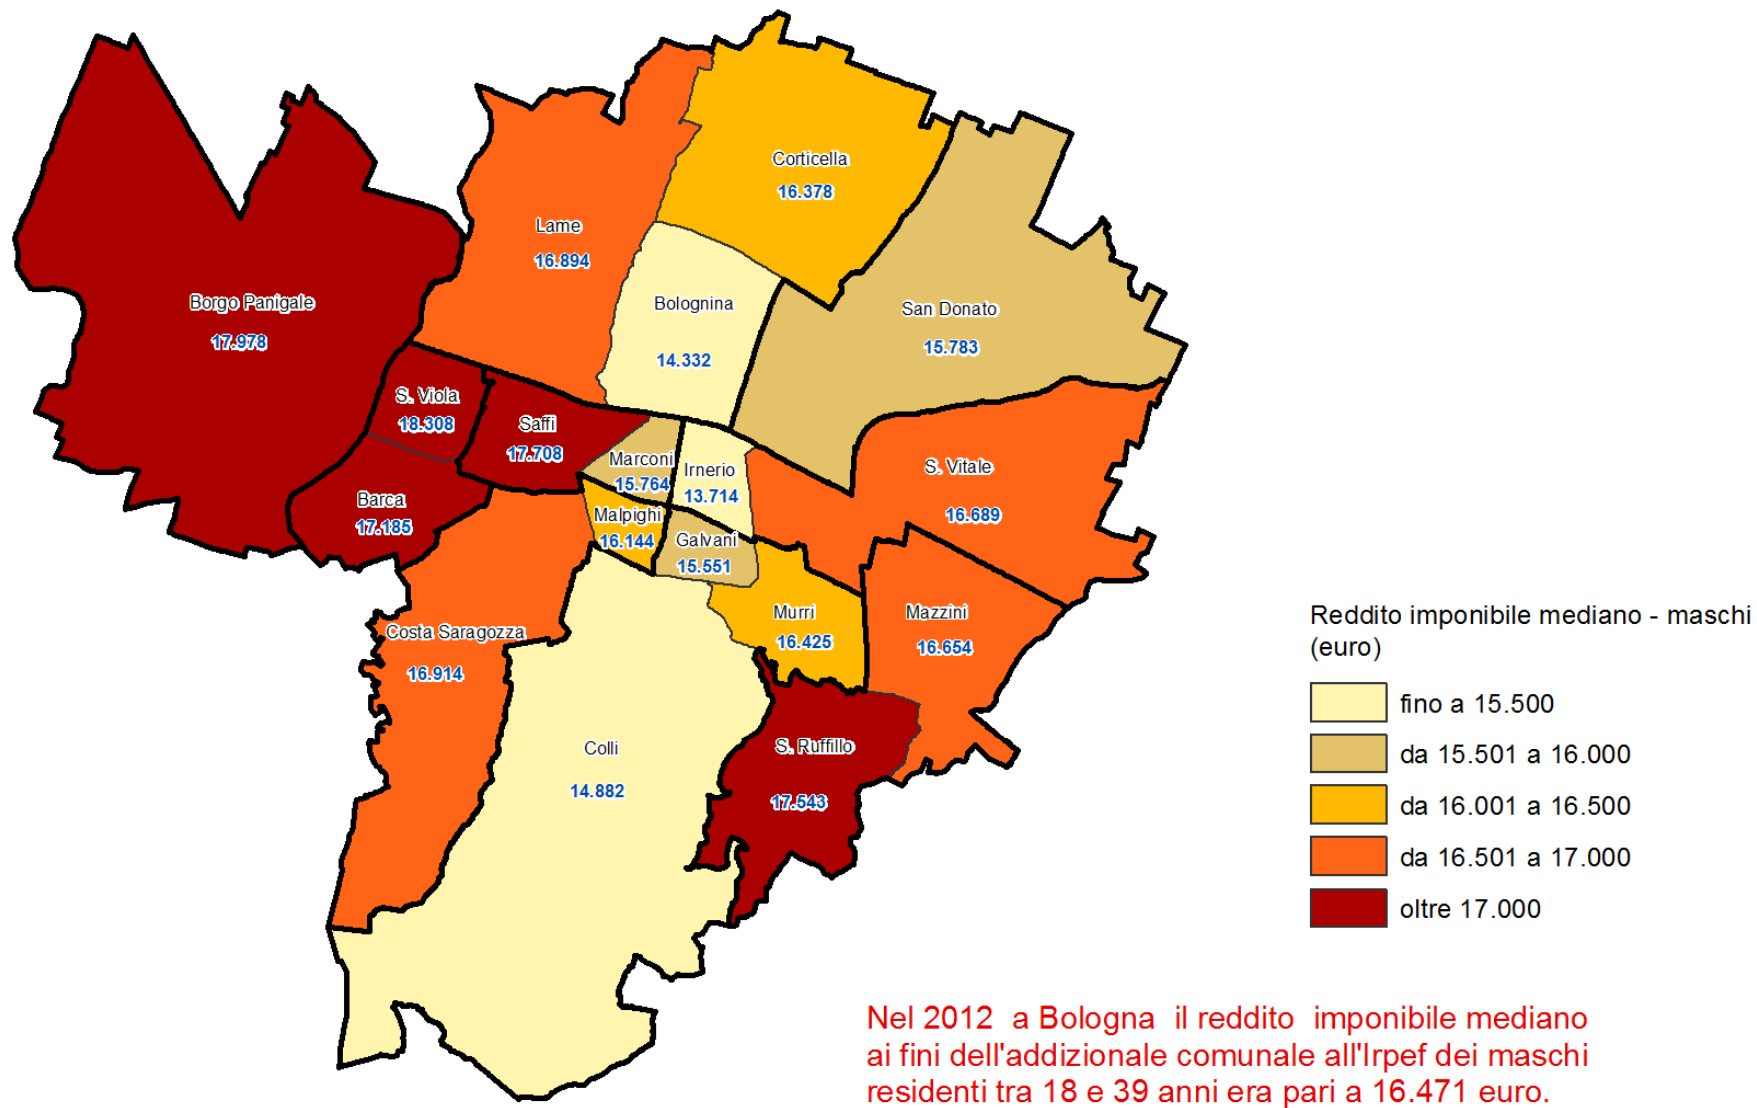 Corticella
16.378
Lame
16.894
Borgo Panigale
17.978
Bolognina
14.332
San Donato
15.783
S. Viola
18.308
Saffi
17.708
Marconi
15.764
Irnerio
13.714
S. Vitale
16.689
Barca
17.185
Malpighi
16.144
Galvani
15.551
Costa Saragozza
16.914
Murri
16.425
Mazzini
16.654
Colli
14.882
S. Ruffillo
17.543
Reddito imponibile mediano - maschi
(euro)
fino a 15.500
da 15.501 a 16.000
da 16.001 a 16.500
da 16.501 a 17.000
oltre 17.000
Nel 2012 a Bologna il reddito imponibile mediano
ai fini dell'addizionale comunale all'Irpef dei maschi
residenti tra 18 e 39 anni era pari a 16.471 euro.